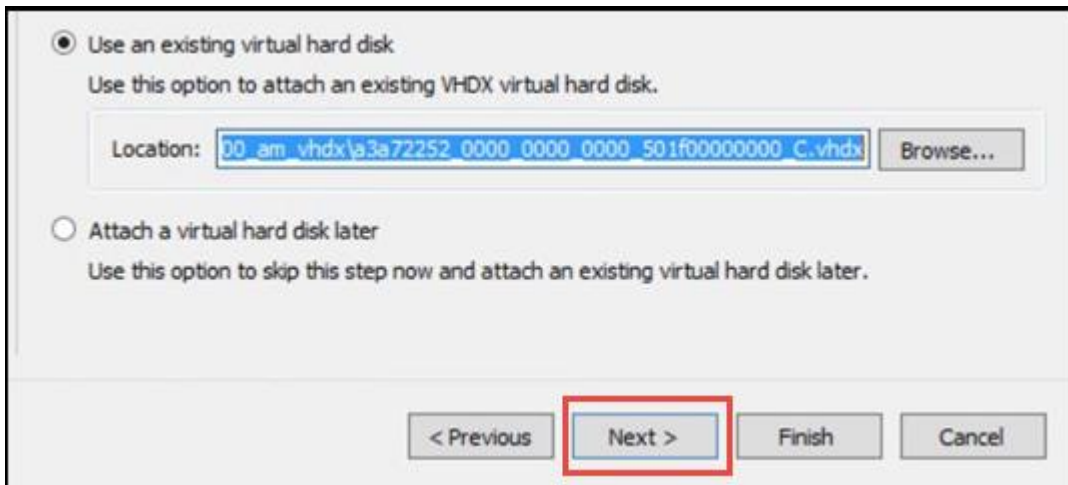 Use an existing virtual hard disk
Use this option to attach an existing VHDX virtual hard disk.
Location: 00_am_vhdx\a3a72252_0000_0000_0000_501f00000000_C.vhdx Browse...
Attach a virtual hard disk later
Use this option to skip this step now and attach an existing virtual hard disk later.
< Previous Next > Finish Cancel